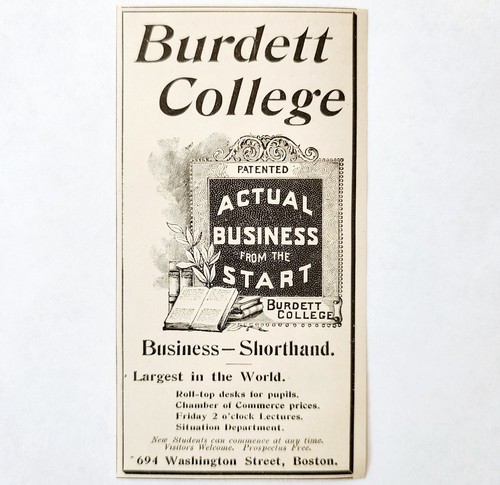 Burdett
College
PATENTED
ACTUAL
BUSINESS
FROM THE
START
BURDETT
COLLEGE
Business—Shorthand.
Largest in the World.
Roll-top desks for pupils.
Chamber of Commerce prices.
Friday 2 o'clock Lectures.
Situation Department.
New Students can commence at any time.
Visitors Welcome. Prospectus Free.
694 Washington Street, Boston.